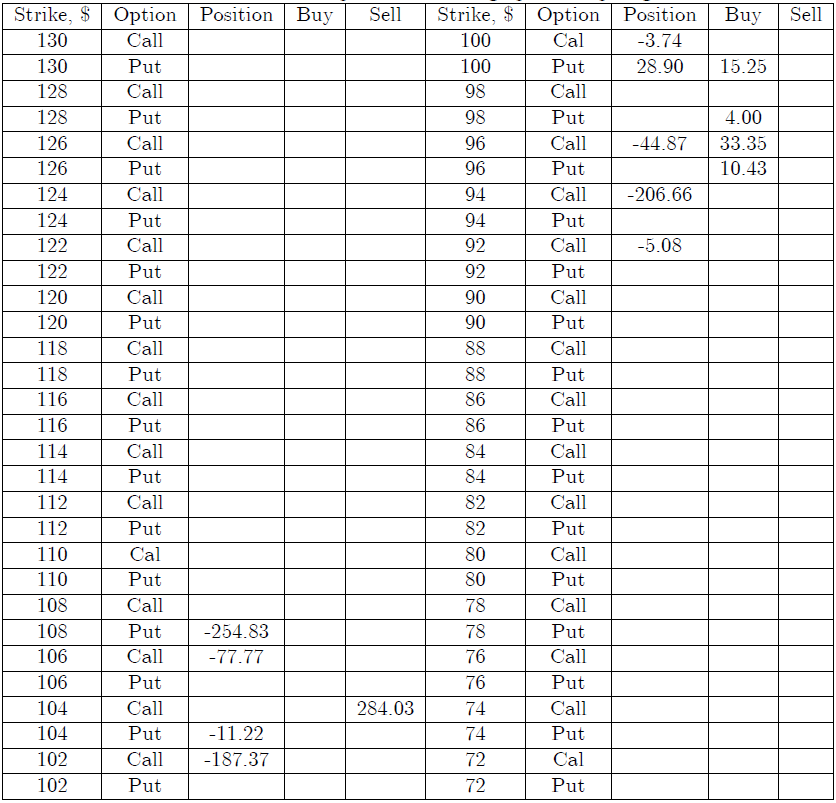 Strike, $ Option Position Buy Sell Strike, $ Option Position Buy Sell
130 Call 100 Cal -3.74
130 Put 100 Put 28.90 15.25
128 Call 98 Call
128 Put 98 Put 4.00
126 Call 96 Call -44.87 33.35
126 Put 96 Put 10.43
124 Call 94 Call -206.66
124 Put 94 Put
122 Call 92 Call -5.08
122 Put 92 Put
120 Call 90 Call
120 Put 90 Put
118 Call 88 Call
118 Put 88 Put
116 Call 86 Call
116 Put 86 Put
114 Call 84 Call
114 Put 84 Put
112 Call 82 Call
112 Put 82 Put
110 Cal 80 Call
110 Put 80 Put
108 Call 78 Call
108 Put -254.83 78 Put
106 Call -77.77 76 Call
106 Put 76 Put
104 Call 284.03 74 Call
104 Put -11.22 74 Put
102 Call -187.37 72 Cal
102 Put 72 Put